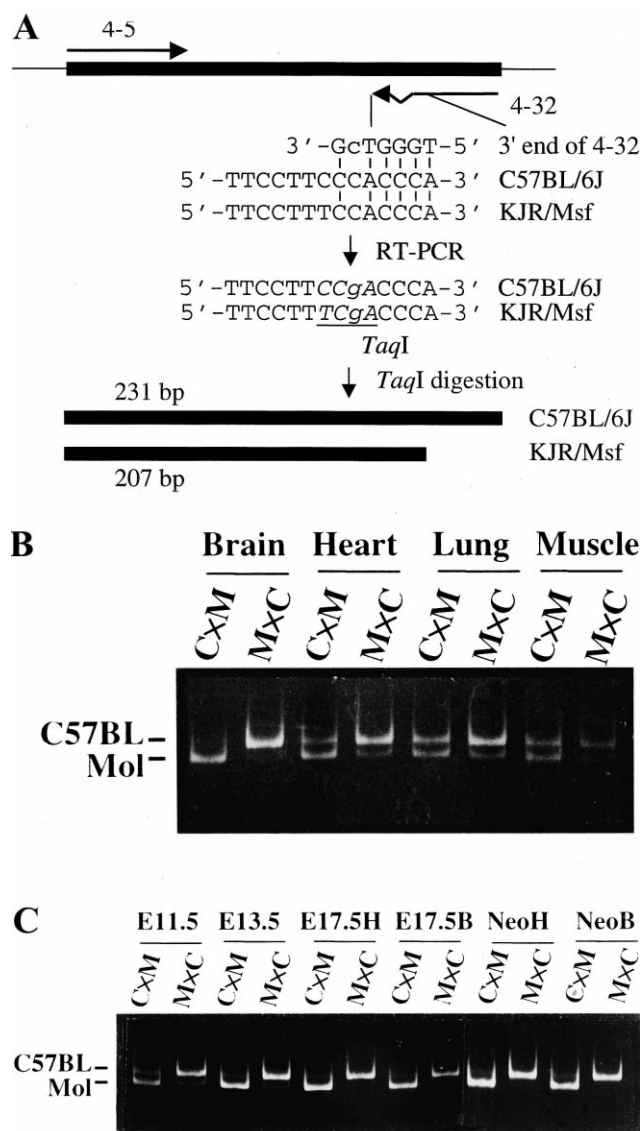 A
4-5
4-32
3'-GcTGGGT-5' 3' end of 4-32
5'-TTCCTTCCCACCCA-3' C57BL/6J
5'-TTCCTTTCCACCCA-3' KJR/Msf
RT-PCR
5'-TTCCTTCCgACCCA-3' C57BL/6J
5'-TTCCTTTCgACCCA-3' KJR/Msf
TaqI
TaqI digestion
231 bp
C57BL/6J
KJR/Msf
207 bp
B
Brain Heart Lung Muscle
C×M M×C C×M M×C C×M M×C C×M M×C
C57BL
Mol
C
E11.5 E13.5 E17.5H E17.5B NeoH NeoB
C×M M×C C×M M×C C×M M×C C×M M×C C×M M×C C×M M×C
C57BL
Mol